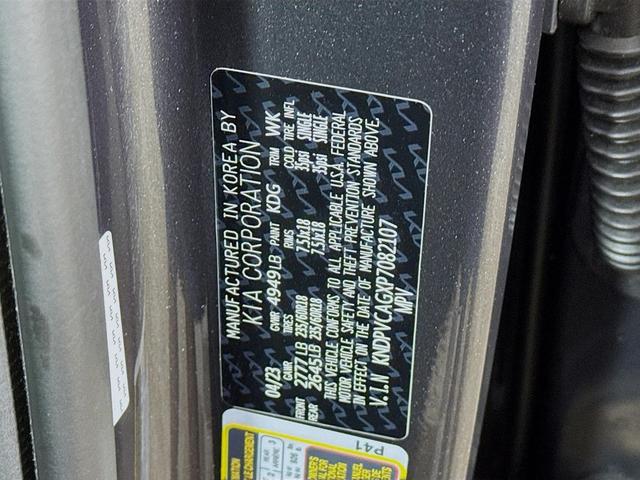 MANUFACTURED IN KOREA BY
KIA CORPORATION
04/23 GVWR 4949LB PAINT KDG TRIM WK
GAWR TIRES RIMS COLD TIRE INFL
FRONT 2777LB 235/60R18 7.5Jx18 35psi SINGLE
REAR 2645LB 235/60R18 7.5Jx18 35psi SINGLE
THIS VEHICLE CONFORMS TO ALL APPLICABLE U.S.A. FEDERAL
MOTOR VEHICLE SAFETY AND THEFT PREVENTION STANDARDS
IN EFFECT ON THE DATE OF MANUFACTURE SHOWN ABOVE.
V.I.N KNDPVCAGXP7082107
MPV
P41